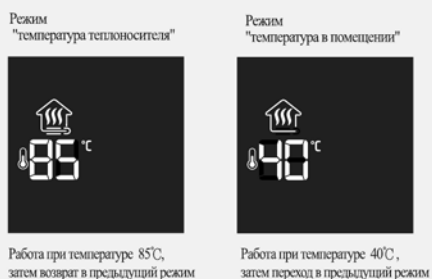 Режим
"температура теплоносителя"
85 °C
Работа при температуре 85°C,
затем возврат в предыдущий режим
Режим
"температура в помещении"
40 °C
Работа при температуре 40°C ,
затем переход в предыдущий режим